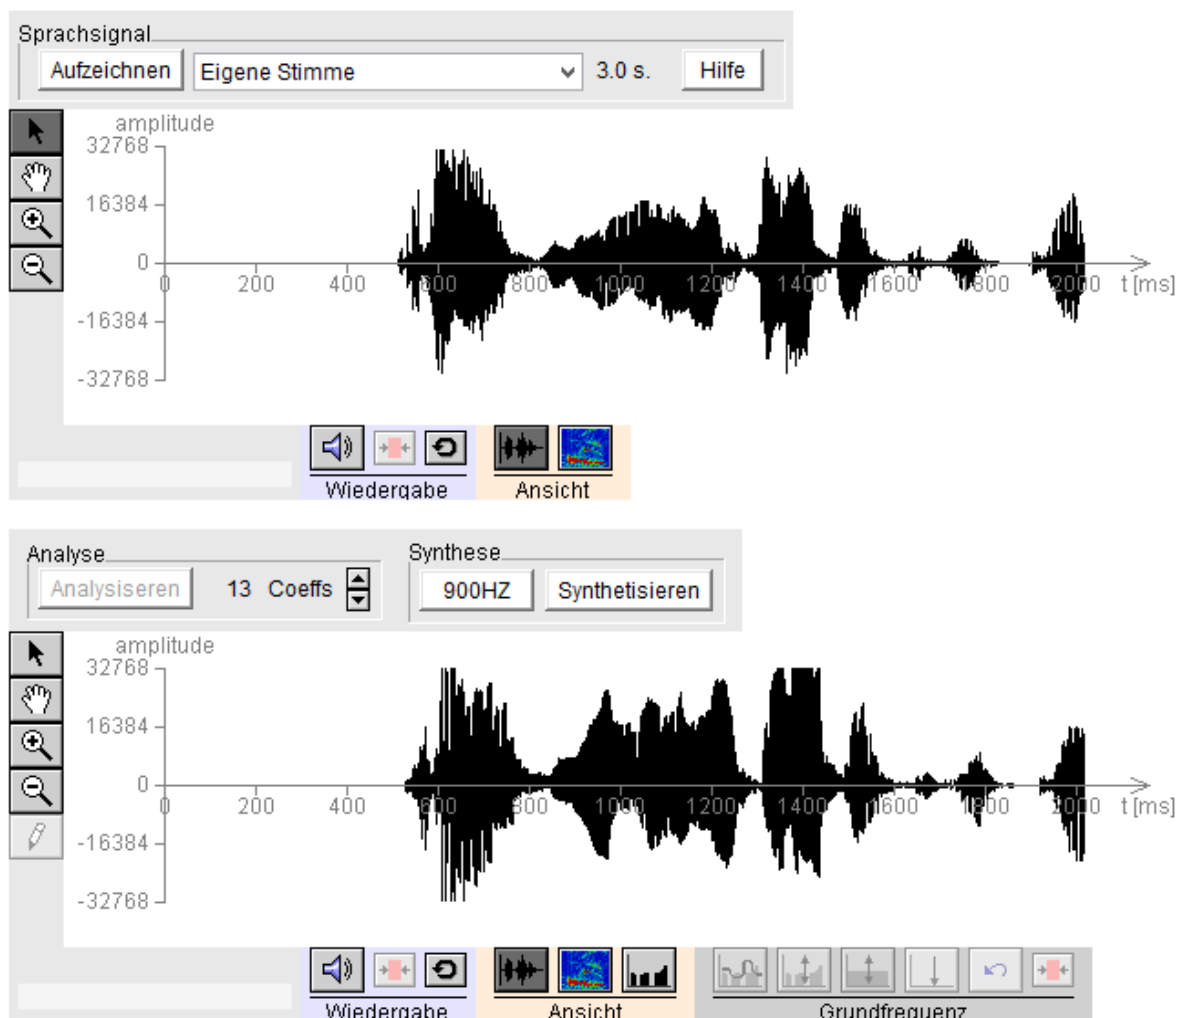 Sprachsignal
Aufzeichnen Eigene Stimme 3.0 s. Hilfe
amplitude
32768
16384
0
0 200 400 600 800 1000 1200 1400 1600 1800 2000 t [ms]
-16384
-32768
Wiedergabe Ansicht
Analyse Synthese
Analysiseren 13 Coeffs 900HZ Synthetisieren
amplitude
32768
16384
0
0 200 400 600 800 1000 1200 1400 1600 1800 2000 t [ms]
-16384
-32768
Wiedergabe Ansicht Grundfrequenz